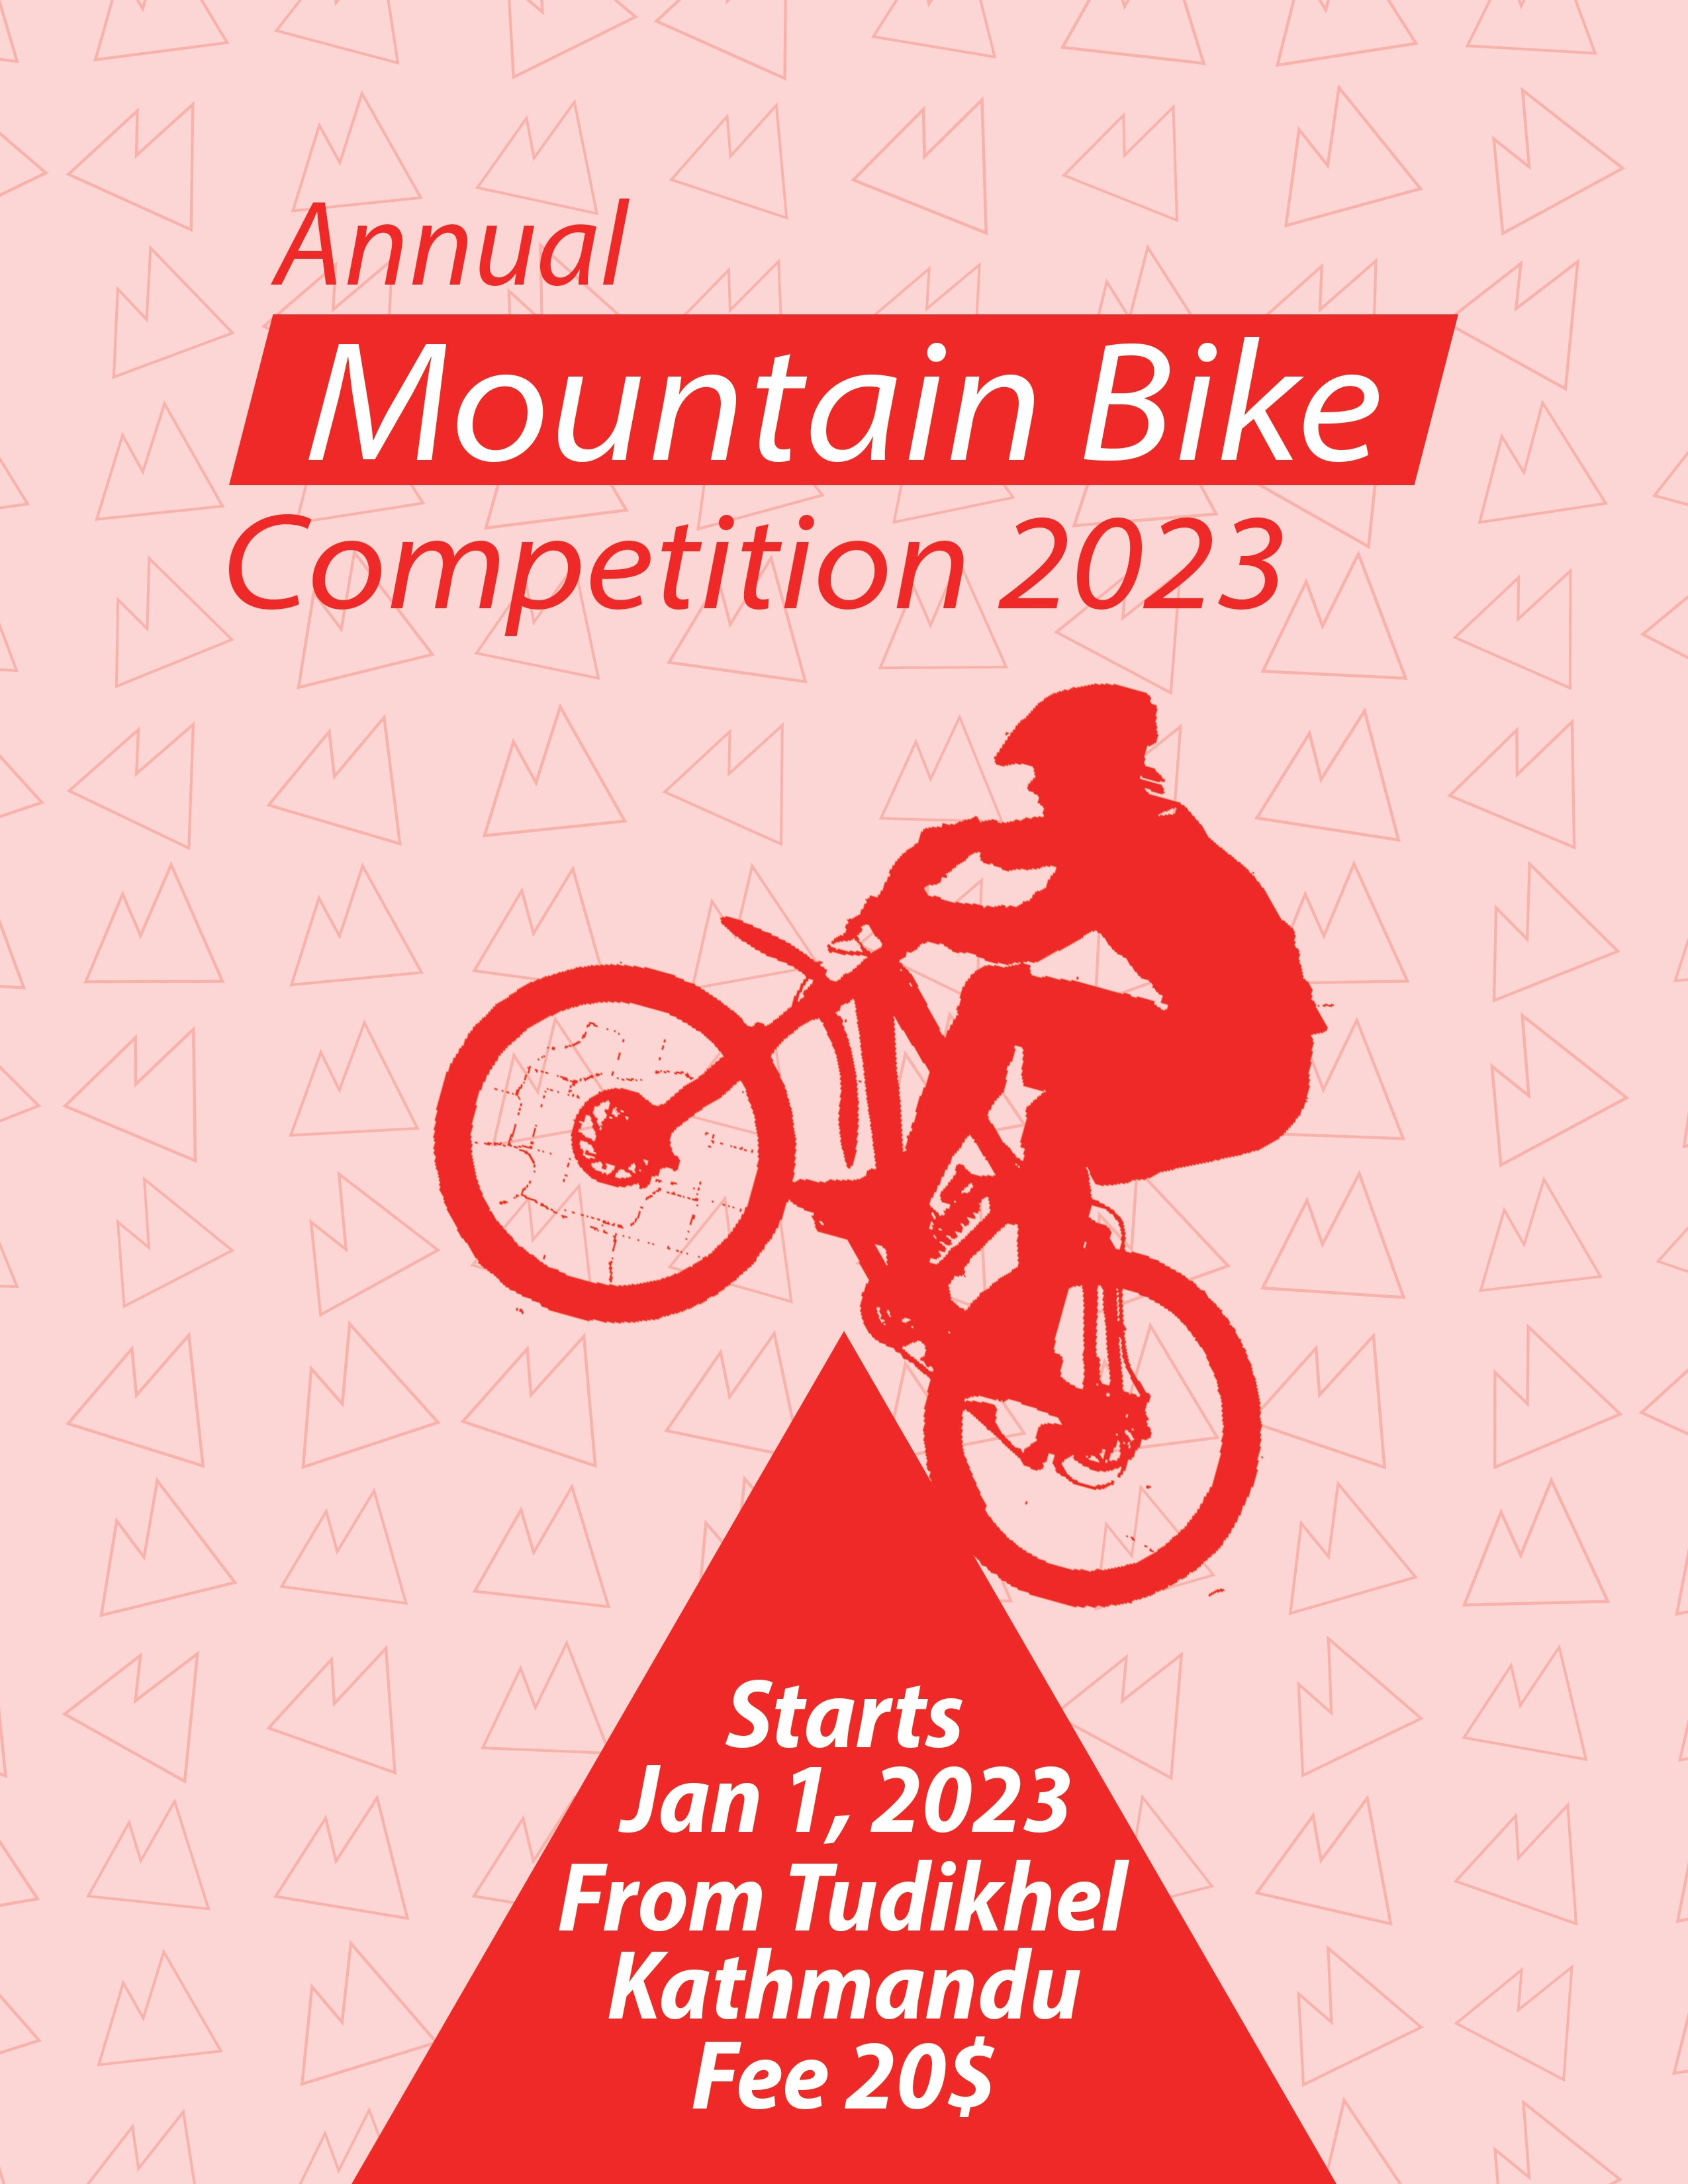 Annual
Mountain Bike
Competition 2023
Starts
Jan 1, 2023
From Tudikhel
Kathmandu
Fee 20$